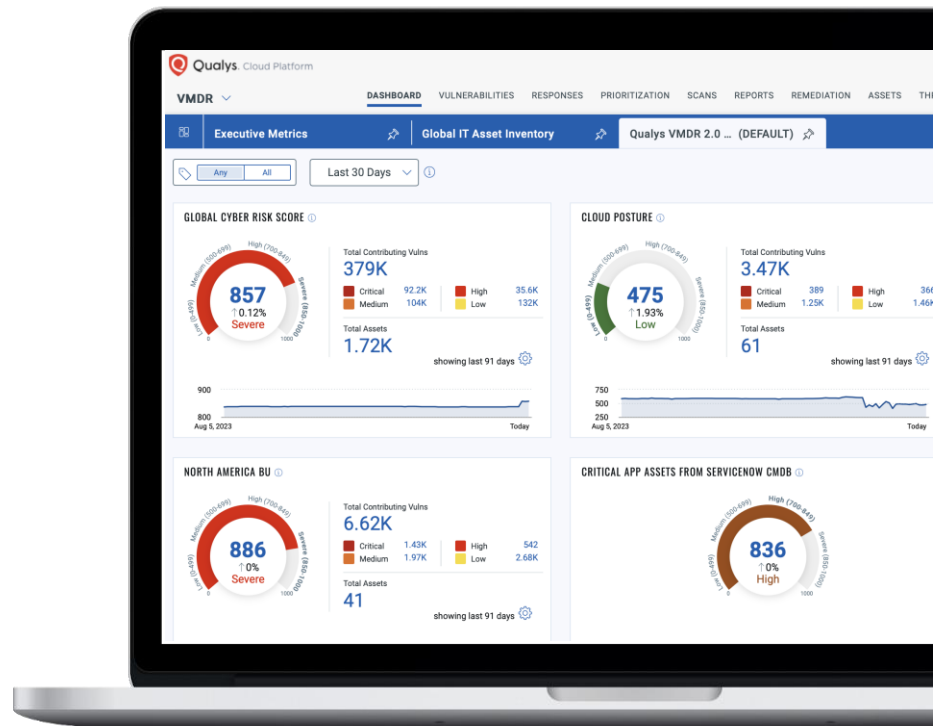 Qualys. Cloud Platform
VMDR
DASHBOARD VULNERABILITIES RESPONSES PRIORITIZATION SCANS REPORTS REMEDIATION ASSETS THR
Executive Metrics Global IT Asset Inventory Qualys VMDR 2.0 ... (DEFAULT)
Any All Last 30 Days
GLOBAL CYBER RISK SCORE
Low (0-499) Medium (500-699) High (700-849) Severe (850-1000)
857
↑0.12%
Severe
0 1000
Total Contributing Vulns
379K
Critical 92.2K High 35.6K
Medium 104K Low 132K
Total Assets
1.72K
showing last 91 days
900
800
Aug 5, 2023 Today
CLOUD POSTURE
Low (0-499) Medium (500-699) High (700-849) Severe (850-1000)
475
↑1.93%
Low
0 1000
Total Contributing Vulns
3.47K
Critical 389 High 366
Medium 1.25K Low 1.46K
Total Assets
61
showing last 91 days
750
500
250
Aug 5, 2023 Today
NORTH AMERICA BU
Low (0-499) Medium (500-699) High (700-849) Severe (850-1000)
886
↑0%
Severe
0 1000
Total Contributing Vulns
6.62K
Critical 1.43K High 542
Medium 1.97K Low 2.68K
Total Assets
41
showing last 91 days
CRITICAL APP ASSETS FROM SERVICENOW CMDB
Low (0-499) Medium (500-699) High (700-849) Severe (850-1000)
836
↑0%
High
0 1000